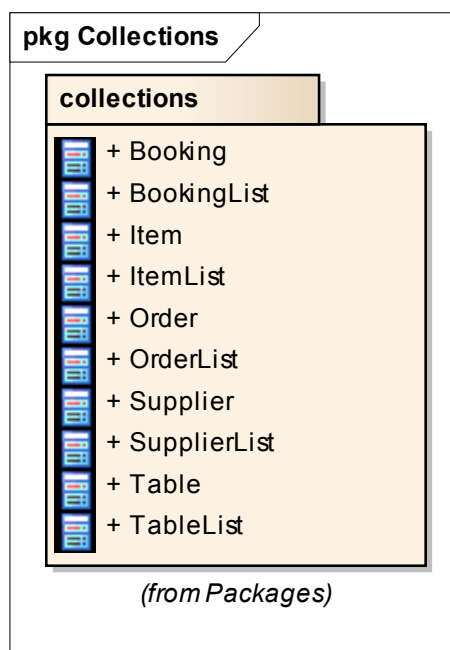 pkg Collections
collections
+ Booking
+ BookingList
+ Item
+ ItemList
+ Order
+ OrderList
+ Supplier
+ SupplierList
+ Table
+ TableList
(from Packages)